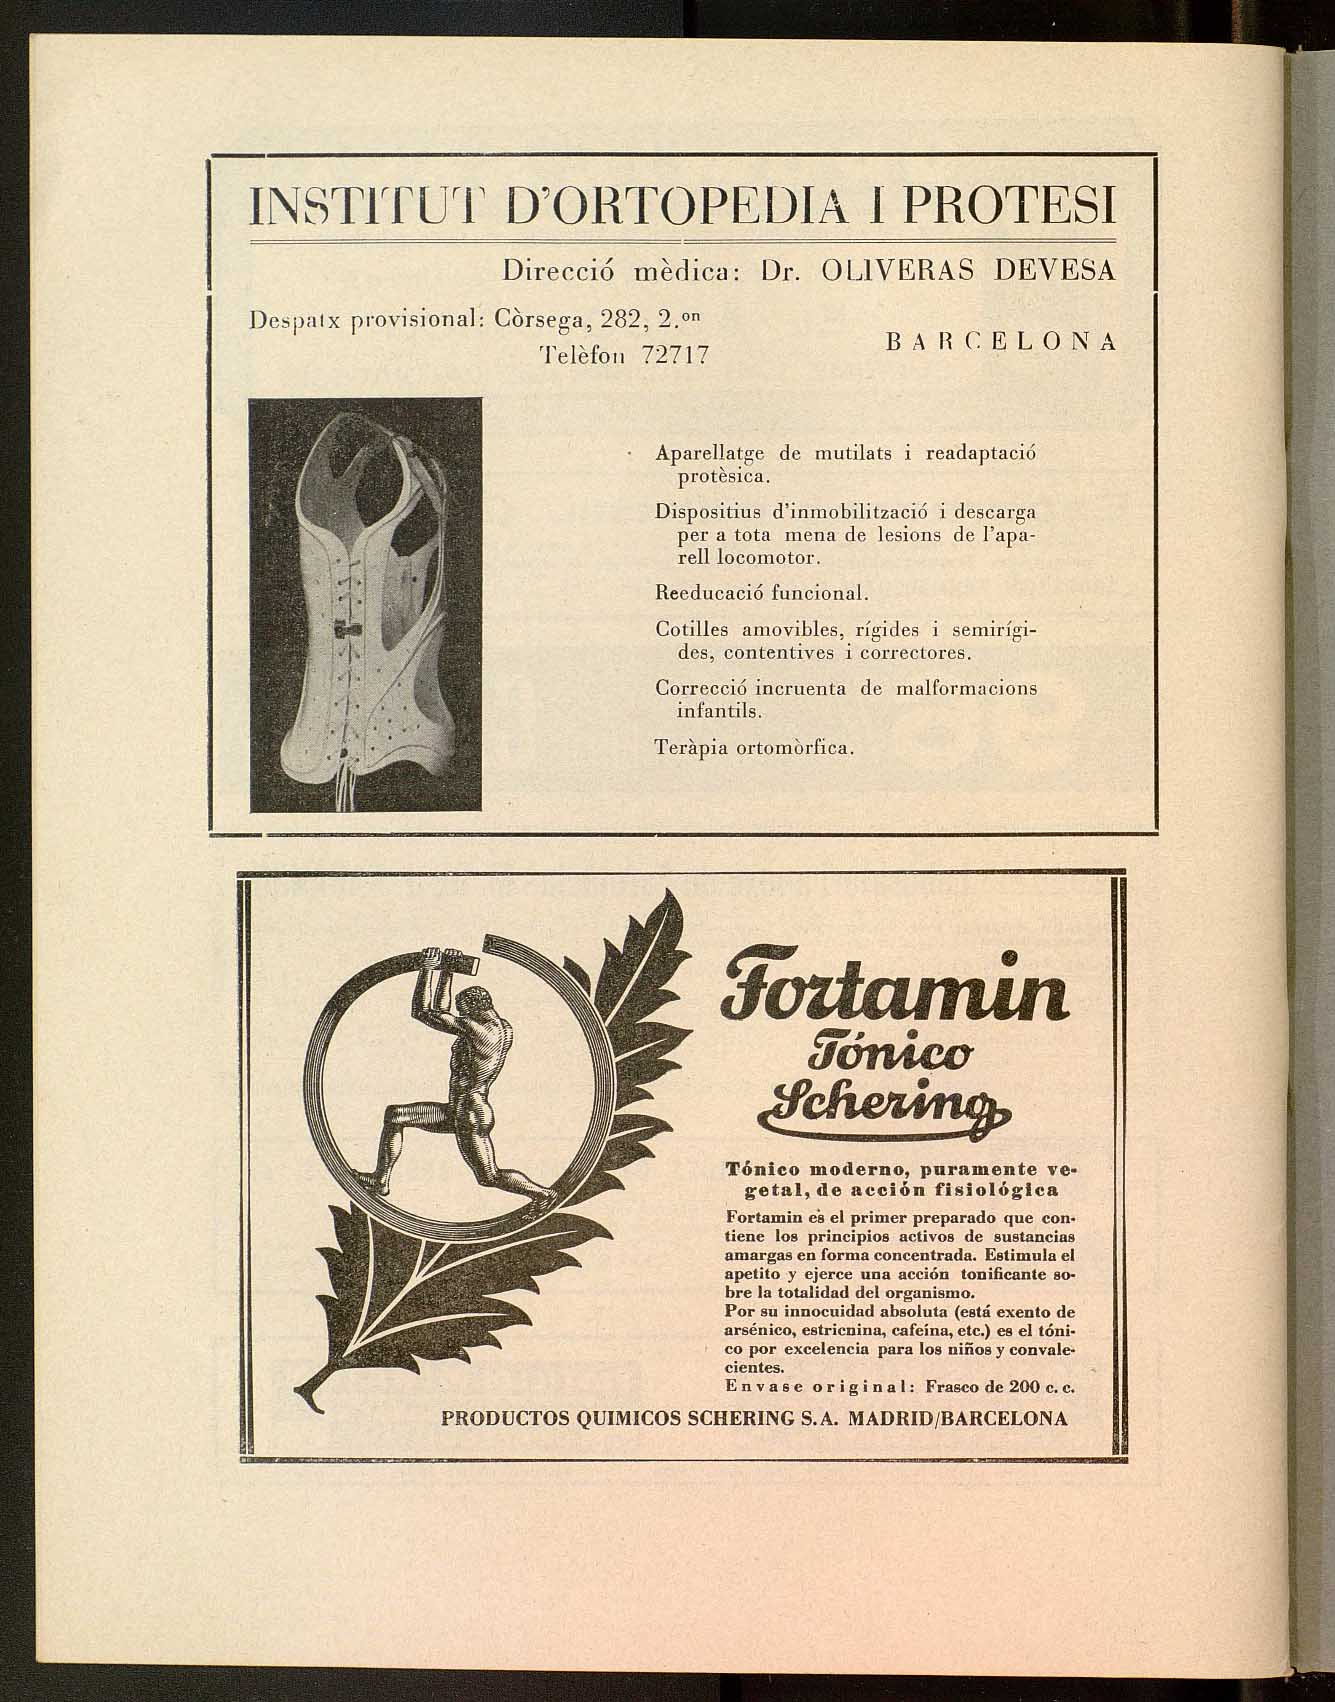 INSTITUT D'ORTOPEDIA I PROTESI
Direcció mèdica: Dr. OLIVERAS DEVESA
Despatx provisional: Còrsega, 282, 2.on
Telèfon 72717
BARCELONA
Aparellatge de mutilats i readaptació
protèsica.
Dispositius d'inmobilització i descarga
per a tota mena de lesions de l'apa-
rell locomotor.
Reeducació funcional.
Cotilles amovibles, rígides i semirígi-
des, contentives i correctores.
Correcció incruenta de malformacions
infantils.
Teràpia ortomòrfica.
Fortamin
Tónico
Schering
Tónico moderno, puramente ve-
getal, de acción fisiológica
Fortamin es el primer preparado que con-
tiene los principios activos de sustancias
amargas en forma concentrada. Estimula el
apetito y ejerce una acción tonificante so-
bre la totalidad del organismo.
Por su innocuidad absoluta (está exento de
arsénico, estricnina, cafeína, etc.) es el tóni-
co por excelencia para los niños y convale-
cientes.
Envase original: Frasco de 200 c. c.
PRODUCTOS QUIMICOS SCHERING S.A. MADRID/BARCELONA